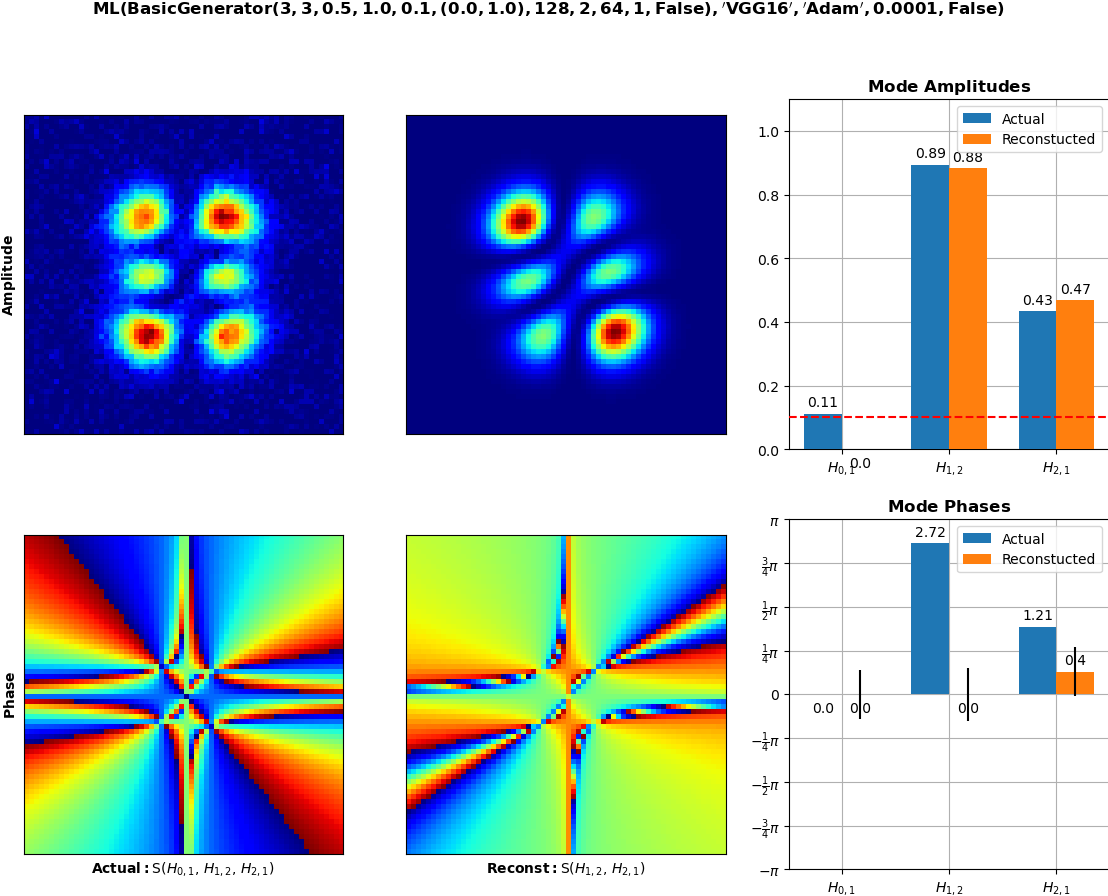 ML(BasicGenerator(3, 3, 0.5, 1.0, 0.1, (0.0, 1.0), 128, 2, 64, 1, False), ′VGG16′, ′Adam′, 0.0001, False)
Amplitude
Mode Amplitudes
Actual
Reconstucted
1.0
0.8
0.6
0.4
0.2
0.0
0.11
0.0
0.89
0.88
0.43
0.47
H0, 1
H1, 2
H2, 1
Phase
Actual: S(H0, 1, H1, 2, H2, 1)
Reconst: S(H1, 2, H2, 1)
Mode Phases
Actual
Reconstucted
π
3/4π
1/2π
1/4π
0
−1/4π
−1/2π
−3/4π
−π
0.0
0.0
2.72
0.0
1.21
0.4
H0, 1
H1, 2
H2, 1